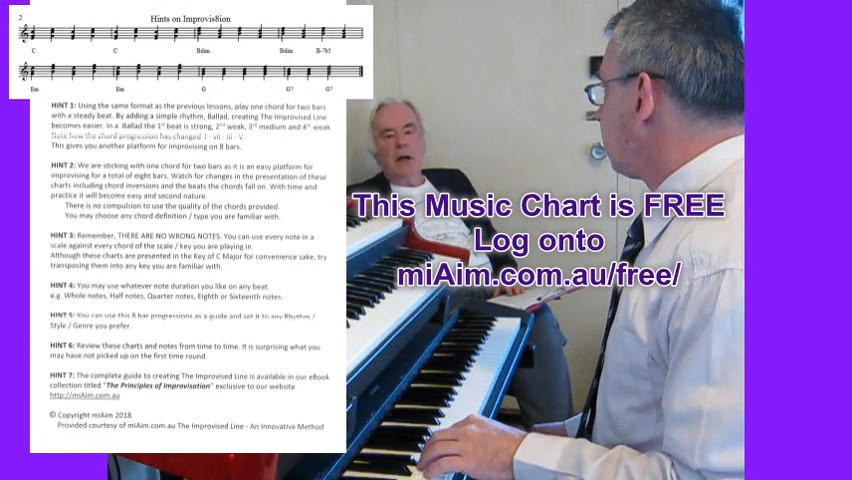 2
Hints on Improvis8ion
C C Bdim Bdim B-7b5
Em Em G G7 G7
HINT 1: Using the same format as the previous lessons, play one chord for two bars
with a steady beat. By adding a simple rhythm, Ballad, creating The Improvised Line
becomes easier. In a Ballad the 1st beat is strong, 2nd weak, 3rd medium and 4th weak.
Note how the chord progression has changed I - vii - iii - V.
This gives you another platform for improvising on 8 bars.
HINT 2: We are sticking with one chord for two bars as it is an easy platform for
improvising for a total of eight bars. Watch for changes in the presentation of these
charts including chord inversions and the beats the chords fall on. With time and
practice it will become easy and second nature.
There is no compulsion to use the quality of the chords provided.
You may choose any chord definition / type you are familiar with.
HINT 3: Remember, THERE ARE NO WRONG NOTES. You can use every note in a
scale against every chord of the scale / key you are playing in.
Although these charts are presented in the Key of C Major for convenience sake, try
transposing them into any key you are familiar with.
HINT 4: You may use whatever note duration you like on any beat.
e.g. Whole notes, Half notes, Quarter notes, Eighth or Sixteenth notes.
HINT 5: You can use this 8 bar progressions as a guide and set it to any Rhythm /
Style / Genre you prefer.
HINT 6: Review these charts and notes from time to time. It is surprising what you
may have not picked up on the first time round.
HINT 7: The complete guide to creating The Improvised Line is available in our eBook
collection titled "The Principles of Improvisation" exclusive to our website
http://miAim.com.au
© Copyright miAim 2018
Provided courtesy of miAim.com.au The Improvised Line - An Innovative Method
This Music Chart is FREE
Log onto
miAim.com.au/free/